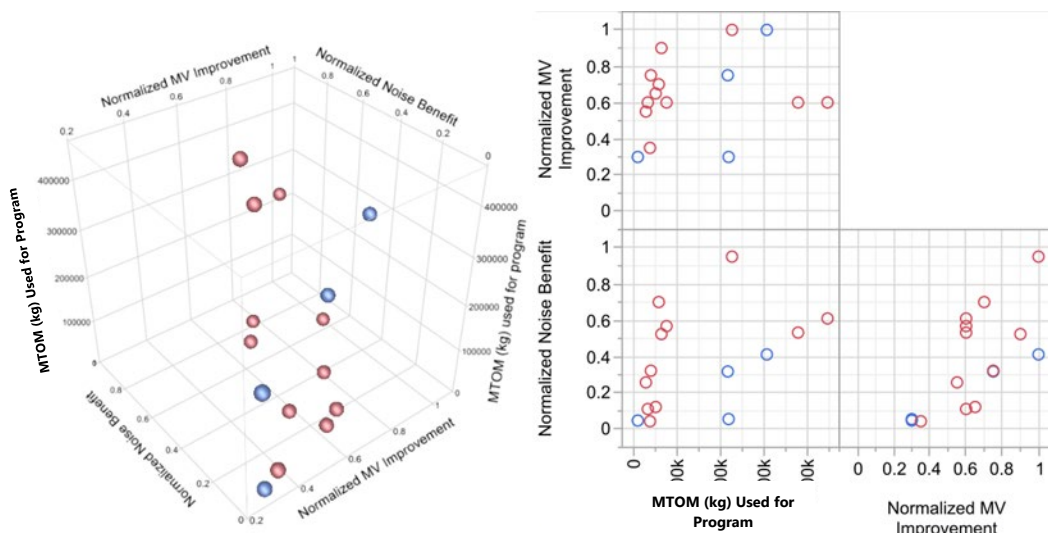 Normalized MV Improvement
Normalized Noise Benefit
0.2
0.4
0.6
0.8
1
1
0.8
0.6
0.4
0.2
0
MTOM (kg) Used for Program
400000
300000
200000
100000
0
400000
300000
200000
100000
0
MTOM (kg) used for program
Normalized Noise Benefit
0.8
0.6
0.4
0.2
0
Normalized MV Improvement
0.2
0.4
0.6
0.8
1
Normalized MV
Improvement
1
0.8
0.6
0.4
0.2
0
Normalized Noise Benefit
1
0.8
0.6
0.4
0.2
0
0
00k
00k
00k
00k
MTOM (kg) Used for
Program
0
0.2
0.4
0.6
0.8
1
Normalized MV
Improvement